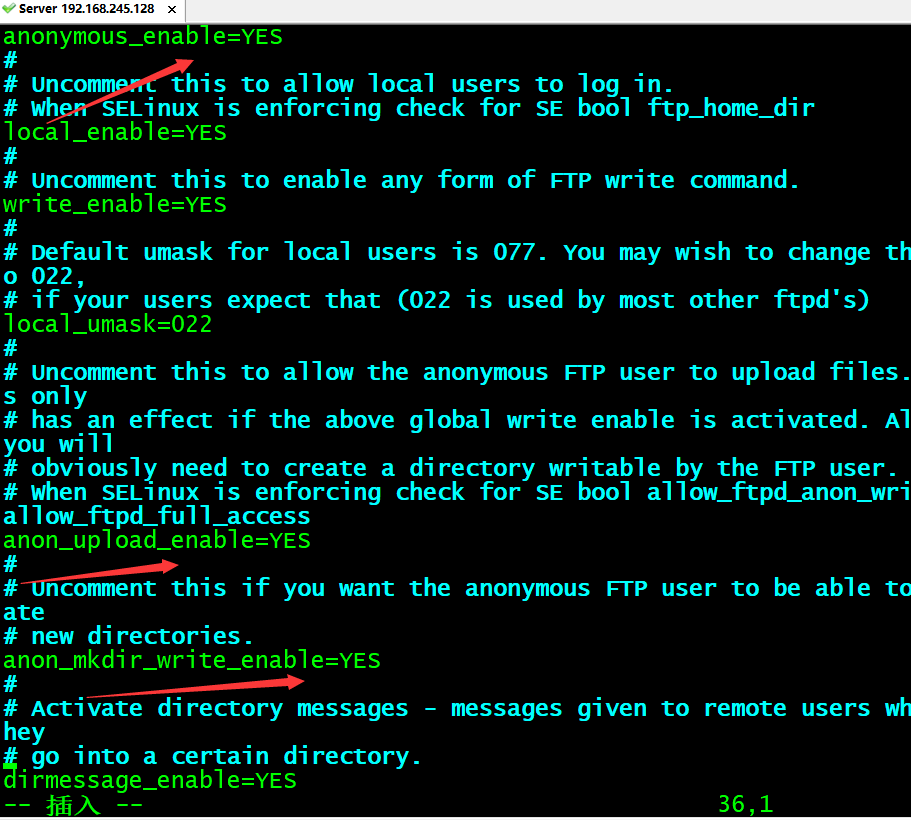 Server 192.168.245.128 ×
anonymous_enable=YES
#
# Uncomment this to allow local users to log in.
# When SELinux is enforcing check for SE bool ftp_home_dir
local_enable=YES
#
# Uncomment this to enable any form of FTP write command.
write_enable=YES
#
# Default umask for local users is 077. You may wish to change th
o 022,
# if your users expect that (022 is used by most other ftpd's)
local_umask=022
#
# Uncomment this to allow the anonymous FTP user to upload files.
s only
# has an effect if the above global write enable is activated. Al
you will
# obviously need to create a directory writable by the FTP user.
# When SELinux is enforcing check for SE bool allow_ftpd_anon_wri
allow_ftpd_full_access
anon_upload_enable=YES
#
# Uncomment this if you want the anonymous FTP user to be able to
ate
# new directories.
anon_mkdir_write_enable=YES
#
# Activate directory messages - messages given to remote users wh
hey
# go into a certain directory.
dirmessage_enable=YES
-- 插入 -- 36,1